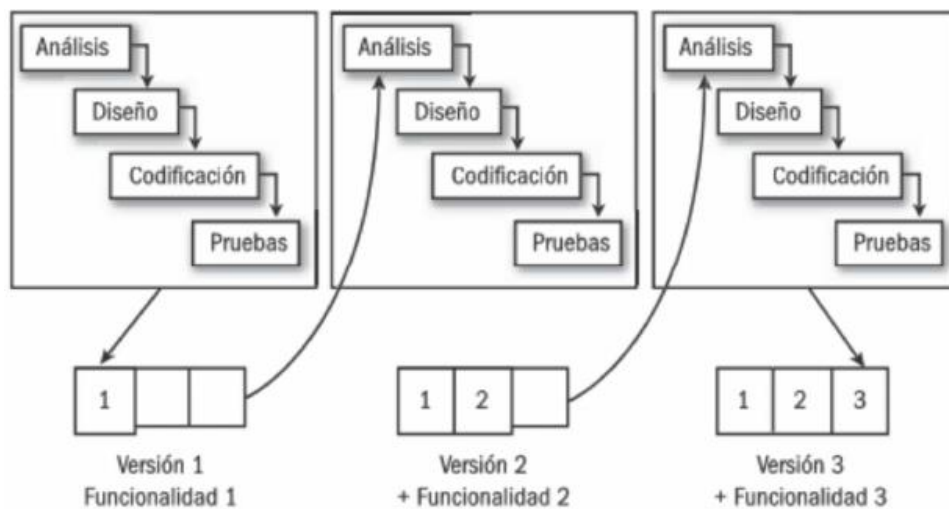 Análisis
Diseño
Codificación
Pruebas
Análisis
Diseño
Codificación
Pruebas
Análisis
Diseño
Codificación
Pruebas
1
1 2
1 2 3
Versión 1
Funcionalidad 1
Versión 2
+ Funcionalidad 2
Versión 3
+ Funcionalidad 3